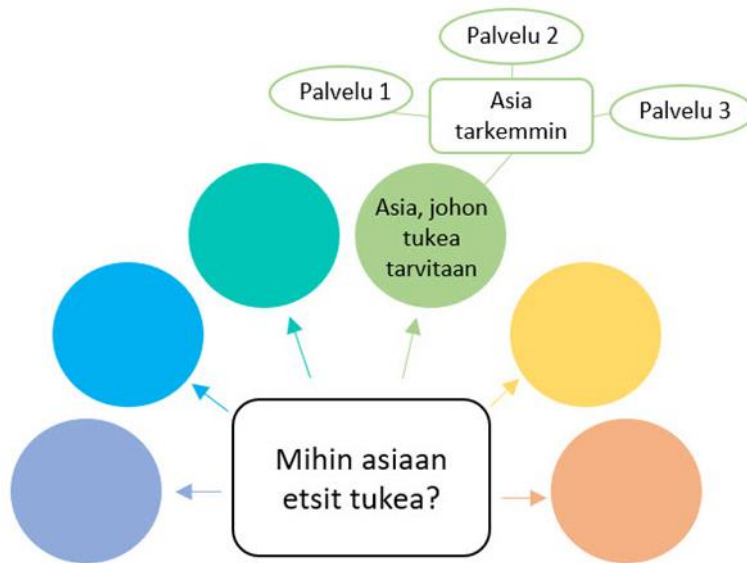 Palvelu 2
Palvelu 1
Asia
tarkemmin
Palvelu 3
Asia, johon
tukea
tarvitaan
Mihin asiaan
etsit tukea?